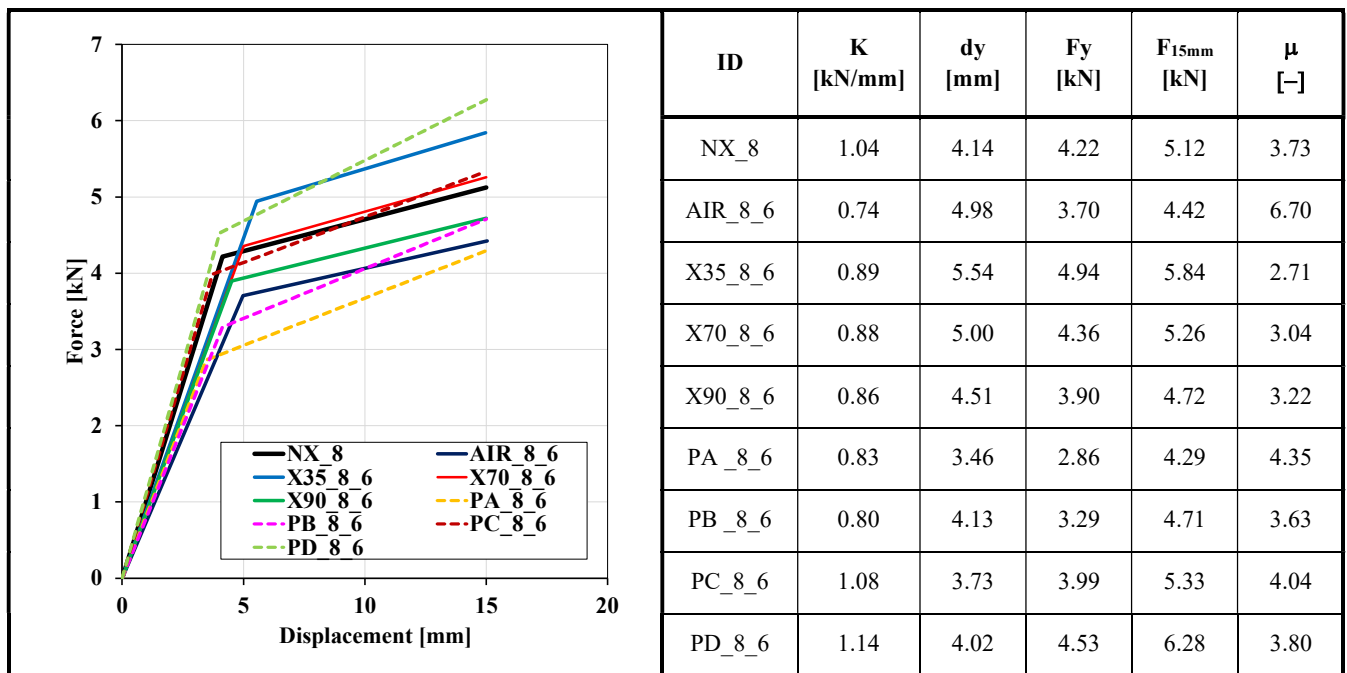 7
6
5
4
3
2
1
0
Force [kN]
0 5 10 15 20
Displacement [mm]
NX_8 AIR_8_6
X35_8_6 X70_8_6
X90_8_6 PA_8_6
PB_8_6 PC_8_6
PD_8_6
ID K [kN/mm] dy [mm] Fy [kN] F15mm [kN] μ [–]
NX_8 1.04 4.14 4.22 5.12 3.73
AIR_8_6 0.74 4.98 3.70 4.42 6.70
X35_8_6 0.89 5.54 4.94 5.84 2.71
X70_8_6 0.88 5.00 4.36 5.26 3.04
X90_8_6 0.86 4.51 3.90 4.72 3.22
PA _8_6 0.83 3.46 2.86 4.29 4.35
PB _8_6 0.80 4.13 3.29 4.71 3.63
PC_8_6 1.08 3.73 3.99 5.33 4.04
PD_8_6 1.14 4.02 4.53 6.28 3.80